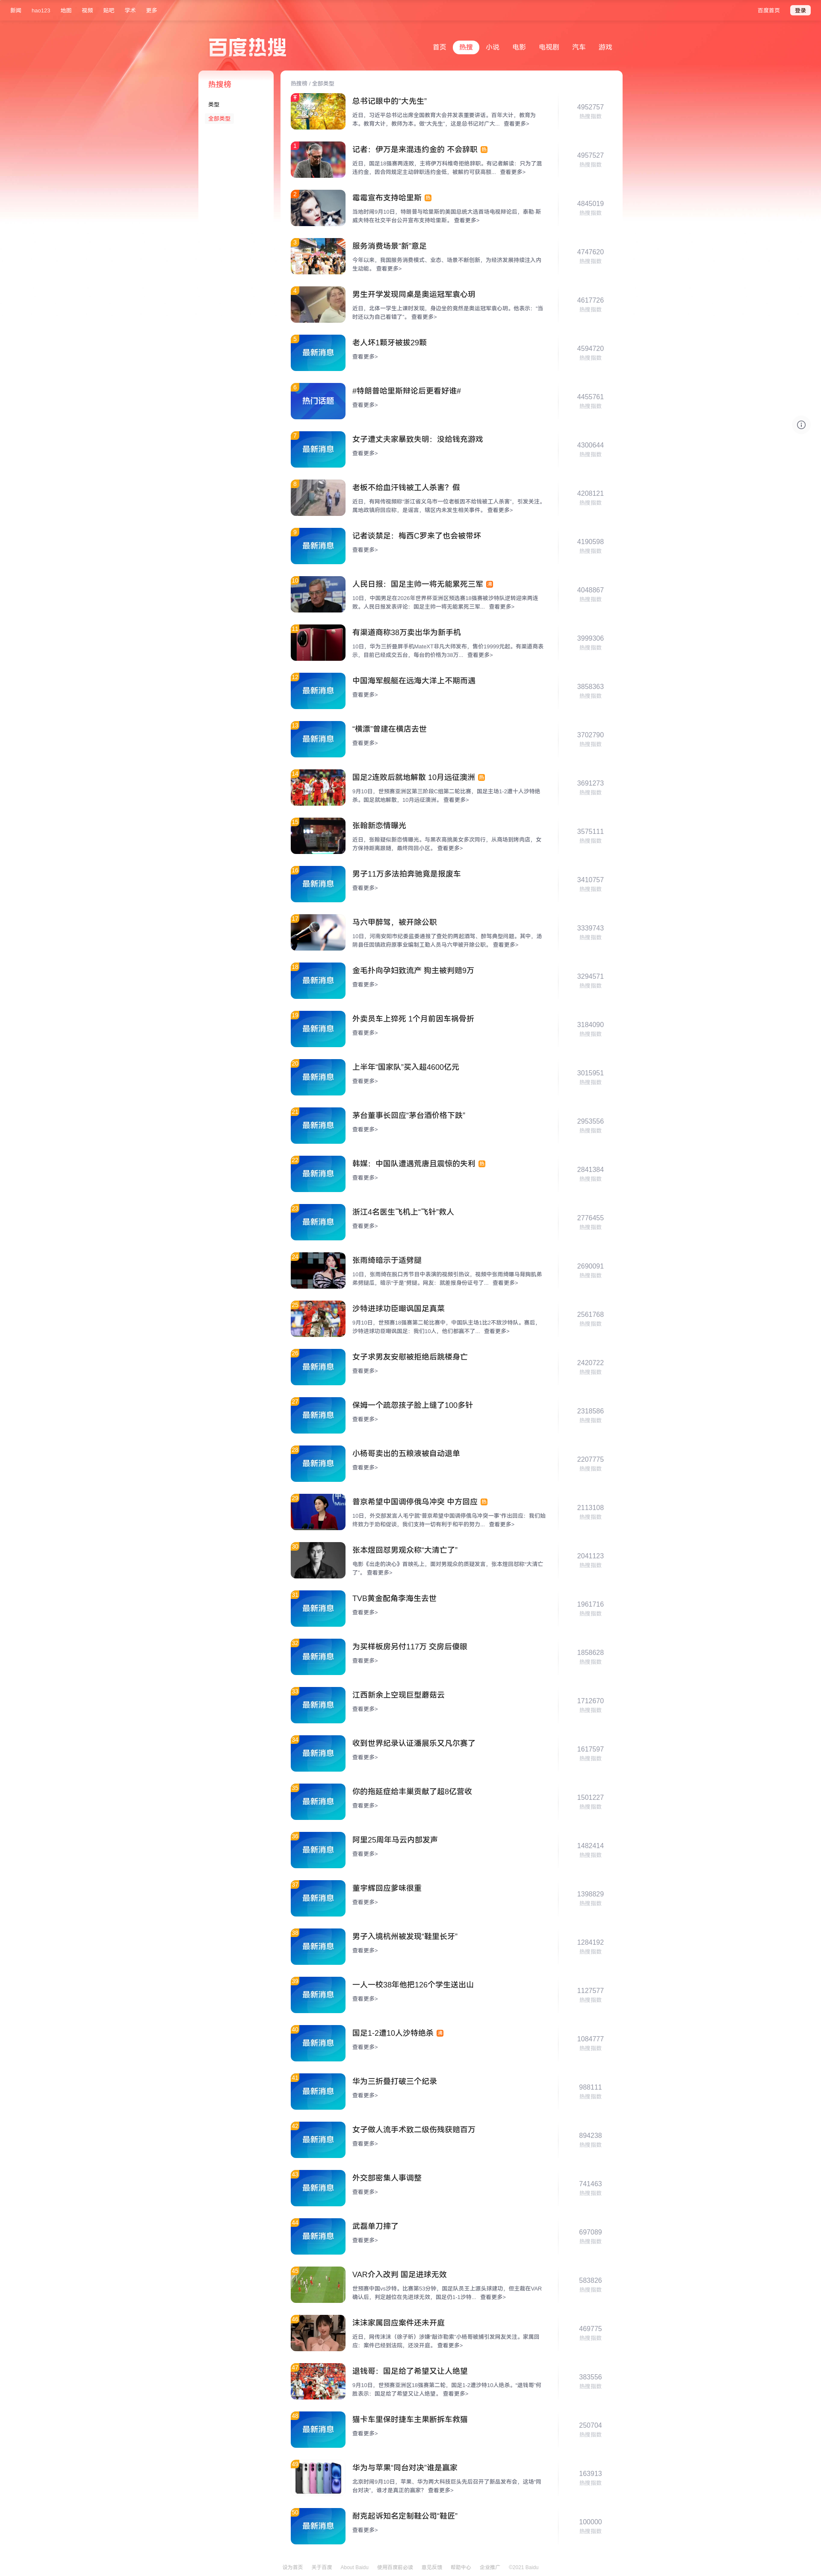 新闻 hao123 地图 视频 贴吧 学术 更多
百度首页 登录
百度热搜
首页 热搜 小说 电影 电视剧 汽车 游戏
热搜榜
类型
全部类型
热搜榜 / 全部类型
总书记眼中的“大先生”
近日，习近平总书记出席全国教育大会并发表重要讲话。百年大计，教育为
本。教育大计，教师为本。做“大先生”，这是总书记对广大... 查看更多>
4952757
热搜指数
1
记者：伊万是来混违约金的 不会辞职 热
近日，国足18强赛两连败，主将伊万科维奇拒绝辞职。有记者解读：只为了混
违约金，因合同规定主动辞职违约金低，被解约可获高额... 查看更多>
4957527
热搜指数
2
霉霉宣布支持哈里斯 热
当地时间9月10日，特朗普与哈里斯的美国总统大选首场电视辩论后，泰勒·斯
威夫特在社交平台公开宣布支持哈里斯。 查看更多>
4845019
热搜指数
3
服务消费场景“新”意足
今年以来，我国服务消费模式、业态、场景不断创新，为经济发展持续注入内
生动能。 查看更多>
4747620
热搜指数
4
男生开学发现同桌是奥运冠军袁心玥
近日，北体一学生上课时发现，身边坐的竟然是奥运冠军袁心玥。他表示：“当
时还以为自己看错了”。 查看更多>
4617726
热搜指数
5
最新消息
老人坏1颗牙被拔29颗
查看更多>
4594720
热搜指数
6
热门话题
#特朗普哈里斯辩论后更看好谁#
查看更多>
4455761
热搜指数
7
最新消息
女子遭丈夫家暴致失明：没给钱充游戏
查看更多>
4300644
热搜指数
8
老板不给血汗钱被工人杀害？假
近日，有网传视频称“浙江省义乌市一位老板因不给钱被工人杀害”，引发关注。
属地政镇府回应称，是谣言，辖区内未发生相关事件。 查看更多>
4208121
热搜指数
9
最新消息
记者谈禁足：梅西C罗来了也会被带坏
查看更多>
4190598
热搜指数
10
人民日报：国足主帅一将无能累死三军 沸
10日，中国男足在2026年世界杯亚洲区预选赛18强赛被沙特队逆转迎来两连
败。人民日报发表评论：国足主帅一将无能累死三军... 查看更多>
4048867
热搜指数
11
有渠道商称38万卖出华为新手机
10日，华为三折叠屏手机MateXT非凡大师发布，售价19999元起。有渠道商表
示，目前已经成交五台，每台的价格为38万... 查看更多>
3999306
热搜指数
12
最新消息
中国海军舰艇在远海大洋上不期而遇
查看更多>
3858363
热搜指数
13
最新消息
“横漂”曾建在横店去世
查看更多>
3702790
热搜指数
14
国足2连败后就地解散 10月远征澳洲 热
9月10日，世预赛亚洲区第三阶段C组第二轮比赛，国足主场1-2遭十人沙特绝
杀。国足就地解散，10月远征澳洲。 查看更多>
3691273
热搜指数
15
张翰新恋情曝光
近日，张翰疑似新恋情曝光。与黑衣高挑美女多次同行，从商场到烤肉店，女
方保持距离跟随，最终同回小区。 查看更多>
3575111
热搜指数
16
最新消息
男子11万多法拍奔驰竟是报废车
查看更多>
3410757
热搜指数
17
马六甲醉驾，被开除公职
10日，河南安阳市纪委监委通报了查处的两起酒驾、醉驾典型问题。其中，汤
阴县任固镇政府原事业编制工勤人员马六甲被开除公职。 查看更多>
3339743
热搜指数
18
最新消息
金毛扑向孕妇致流产 狗主被判赔9万
查看更多>
3294571
热搜指数
19
最新消息
外卖员车上猝死 1个月前因车祸骨折
查看更多>
3184090
热搜指数
20
最新消息
上半年“国家队”买入超4600亿元
查看更多>
3015951
热搜指数
21
最新消息
茅台董事长回应“茅台酒价格下跌”
查看更多>
2953556
热搜指数
22
最新消息
韩媒：中国队遭遇荒唐且震惊的失利 热
查看更多>
2841384
热搜指数
23
最新消息
浙江4名医生飞机上“飞针”救人
查看更多>
2776455
热搜指数
24
张雨绮暗示于适劈腿
10日，张雨绮在脱口秀节目中表演的视频引热议，视频中张雨绮曝马背胸肌弟
弟劈腿瓜，暗示“于是”劈腿。网友：就差报身份证号了... 查看更多>
2690091
热搜指数
25
沙特进球功臣嘲讽国足真菜
9月10日，世预赛18强赛第二轮比赛中，中国队主场1比2不敌沙特队。赛后，
沙特进球功臣嘲讽国足：我们10人，他们都赢不了... 查看更多>
2561768
热搜指数
26
最新消息
女子求男友安慰被拒绝后跳楼身亡
查看更多>
2420722
热搜指数
27
最新消息
保姆一个疏忽孩子脸上缝了100多针
查看更多>
2318586
热搜指数
28
最新消息
小杨哥卖出的五粮液被自动退单
查看更多>
2207775
热搜指数
29
普京希望中国调停俄乌冲突 中方回应 热
10日，外交部发言人毛宁就“普京希望中国调停俄乌冲突一事”作出回应：我们始
终致力于劝和促谈，我们支持一切有利于和平的努力... 查看更多>
2113108
热搜指数
30
张本煜回怼男观众称“大清亡了”
电影《出走的决心》首映礼上，面对男观众的质疑发言，张本煜回怼称“大清亡
了”。 查看更多>
2041123
热搜指数
31
最新消息
TVB黄金配角李海生去世
查看更多>
1961716
热搜指数
32
最新消息
为买样板房另付117万 交房后傻眼
查看更多>
1858628
热搜指数
33
最新消息
江西新余上空现巨型蘑菇云
查看更多>
1712670
热搜指数
34
最新消息
收到世界纪录认证潘展乐又凡尔赛了
查看更多>
1617597
热搜指数
35
最新消息
你的拖延症给丰巢贡献了超8亿营收
查看更多>
1501227
热搜指数
36
最新消息
阿里25周年马云内部发声
查看更多>
1482414
热搜指数
37
最新消息
董宇辉回应爹味很重
查看更多>
1398829
热搜指数
38
最新消息
男子入境杭州被发现“鞋里长牙”
查看更多>
1284192
热搜指数
39
最新消息
一人一校38年他把126个学生送出山
查看更多>
1127577
热搜指数
40
最新消息
国足1-2遭10人沙特绝杀 沸
查看更多>
1084777
热搜指数
41
最新消息
华为三折叠打破三个纪录
查看更多>
988111
热搜指数
42
最新消息
女子做人流手术致二级伤残获赔百万
查看更多>
894238
热搜指数
43
最新消息
外交部密集人事调整
查看更多>
741463
热搜指数
44
最新消息
武磊单刀摔了
查看更多>
697089
热搜指数
45
VAR介入改判 国足进球无效
世预赛中国vs沙特，比赛第53分钟，国足队员王上源头球建功，但主裁在VAR
确认后，判定越位在先进球无效，国足仍1-1沙特... 查看更多>
583826
热搜指数
46
沫沫家属回应案件还未开庭
近日，网传沫沫（徐子昕）涉嫌“敲诈勒索”小杨哥被捕引发网友关注。家属回
应：案件已经到法院，还没开庭。 查看更多>
469775
热搜指数
47
退钱哥：国足给了希望又让人绝望
9月10日，世预赛亚洲区18强赛第二轮，国足1-2遭沙特10人绝杀。“退钱哥”何
胜表示：国足给了希望又让人绝望。 查看更多>
383556
热搜指数
48
最新消息
猫卡车里保时捷车主果断拆车救猫
查看更多>
250704
热搜指数
49
华为与苹果“同台对决”谁是赢家
北京时间9月10日，苹果、华为两大科技巨头先后召开了新品发布会，这场“同
台对决”，谁才是真正的赢家？ 查看更多>
163913
热搜指数
50
最新消息
耐克起诉知名定制鞋公司“鞋匠”
查看更多>
100000
热搜指数
设为首页 关于百度 About Baidu 使用百度前必读 意见反馈 帮助中心 企业推广 ©2021 Baidu